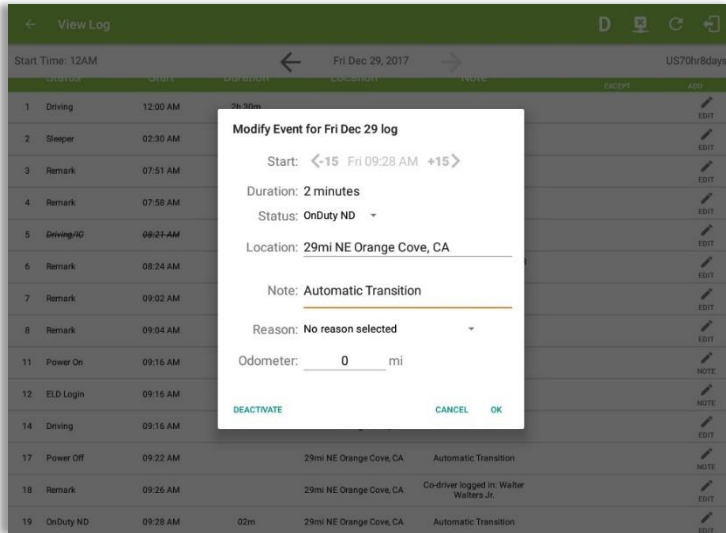 View Log
D
Start Time: 12AM
Fri Dec 29, 2017
US70hr8days
Status Start Duration Location Note EXCEPT ADD
1 Driving 12:00 AM 2h 30m EDIT
2 Sleeper 02:30 AM EDIT
3 Remark 07:51 AM EDIT
4 Remark 07:58 AM EDIT
5 Driving/IC 08:21 AM EDIT
6 Remark 08:24 AM EDIT
7 Remark 09:02 AM EDIT
8 Remark 09:04 AM EDIT
11 Power On 09:16 AM NOTE
12 ELD Login 09:16 AM NOTE
14 Driving 09:16 AM EDIT
17 Power Off 09:22 AM 29mi NE Orange Cove, CA Automatic Transition NOTE
18 Remark 09:26 AM 29mi NE Orange Cove, CA Co-driver logged in: Walter Walters Jr. EDIT
19 OnDuty ND 09:28 AM 02m 29mi NE Orange Cove, CA Automatic Transition EDIT
Modify Event for Fri Dec 29 log
Start: -15 Fri 09:28 AM +15
Duration: 2 minutes
Status: OnDuty ND
Location: 29mi NE Orange Cove, CA
Note: Automatic Transition
Reason: No reason selected
Odometer: 0 mi
DEACTIVATE CANCEL OK